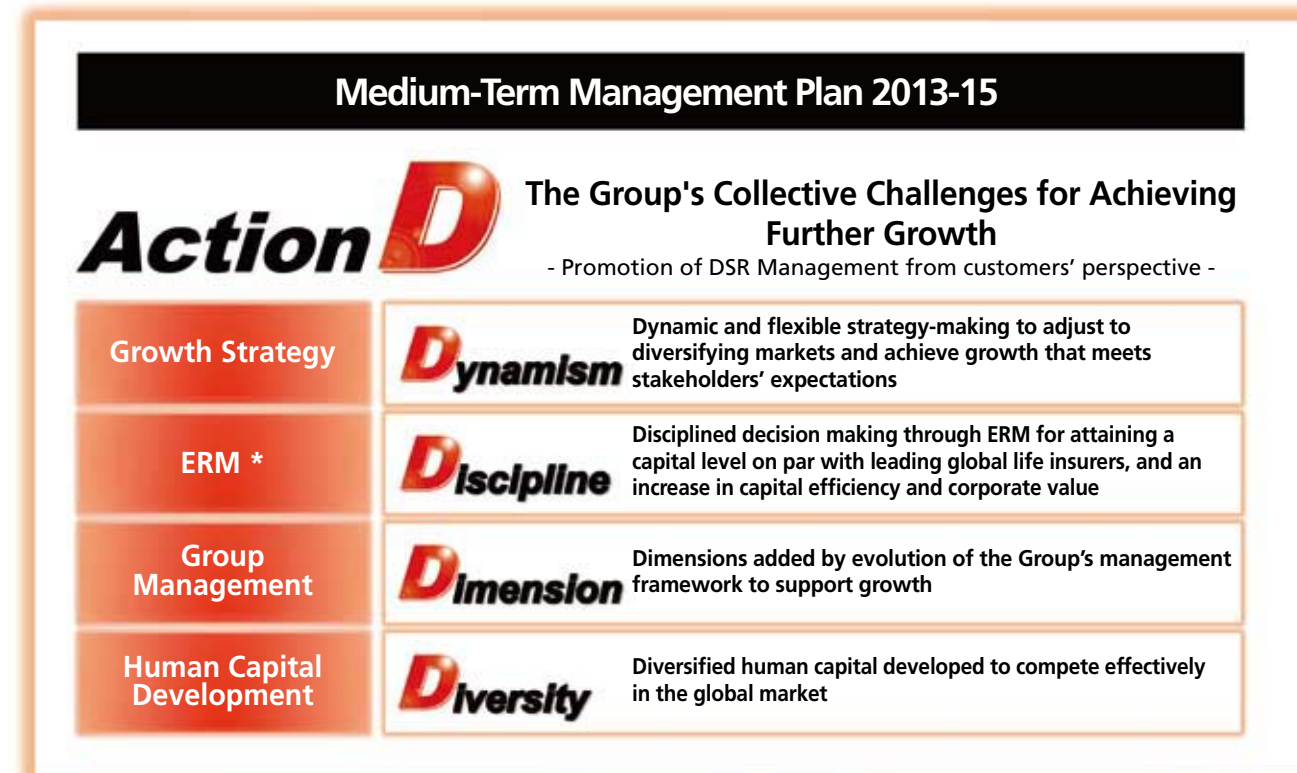 Medium-Term Management Plan 2013-15
Action D
The Group's Collective Challenges for Achieving
Further Growth
- Promotion of DSR Management from customers’ perspective -
Growth Strategy
Dynamism
Dynamic and flexible strategy-making to adjust to
diversifying markets and achieve growth that meets
stakeholders’ expectations
ERM *
Discipline
Disciplined decision making through ERM for attaining a
capital level on par with leading global life insurers, and an
increase in capital efficiency and corporate value
Group
Management
Dimension
Dimensions added by evolution of the Group’s management
framework to support growth
Human Capital
Development
Diversity
Diversified human capital developed to compete effectively
in the global market